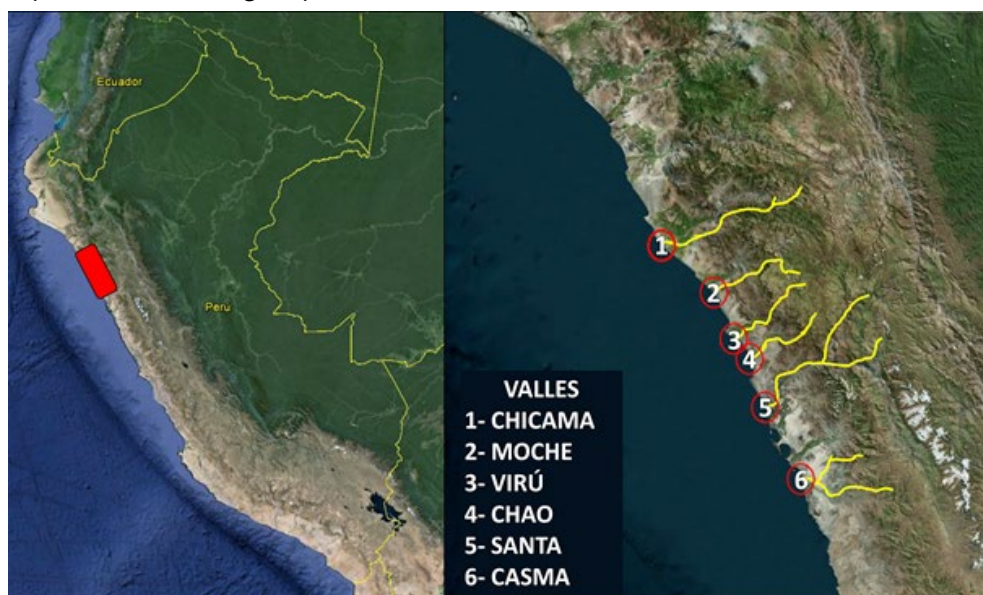 Ecuador
Perú
1
2
3
4
5
6
VALLES
1- CHICAMA
2- MOCHE
3- VIRÚ
4- CHAO
5- SANTA
6- CASMA